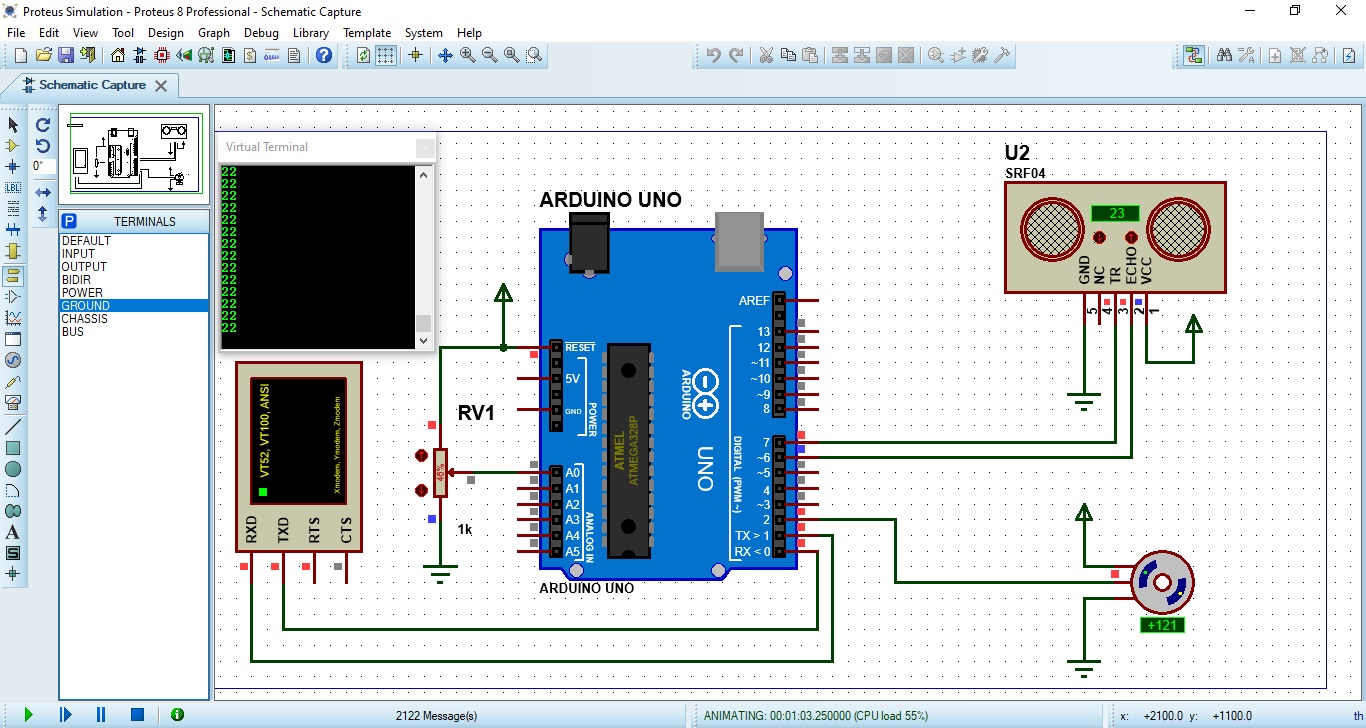 Proteus Simulation - Proteus 8 Professional - Schematic Capture
File Edit View Tool Design Graph Debug Library Template System Help
Schematic Capture
0°
LBL
P TERMINALS
DEFAULT
INPUT
OUTPUT
BIDIR
POWER
GROUND
CHASSIS
BUS
Virtual Terminal
22
22
22
22
22
22
22
22
22
22
22
22
22
22
VT52, VT100, ANSI
Xmodem, Ymodem, Zmodem
RXD
TXD
RTS
CTS
RV1
46%
1k
ARDUINO UNO
AREF
RESET
5V
GND
POWER
A0
A1
A2
A3
A4
A5
ANALOG IN
ATMEL
ATMEGA328P
ARDUINO
UNO
13
12
~11
~10
~9
8
7
~6
~5
4
~3
2
TX > 1
RX < 0
DIGITAL (PWM ~)
ARDUINO UNO
U2
SRF04
23
GND
NC
TR
ECHO
VCC
5
4
3
2
1
+121
2122 Message(s)
ANIMATING: 00:01:03.250000 (CPU load 55%)
x: +2100.0 y: +1100.0 th